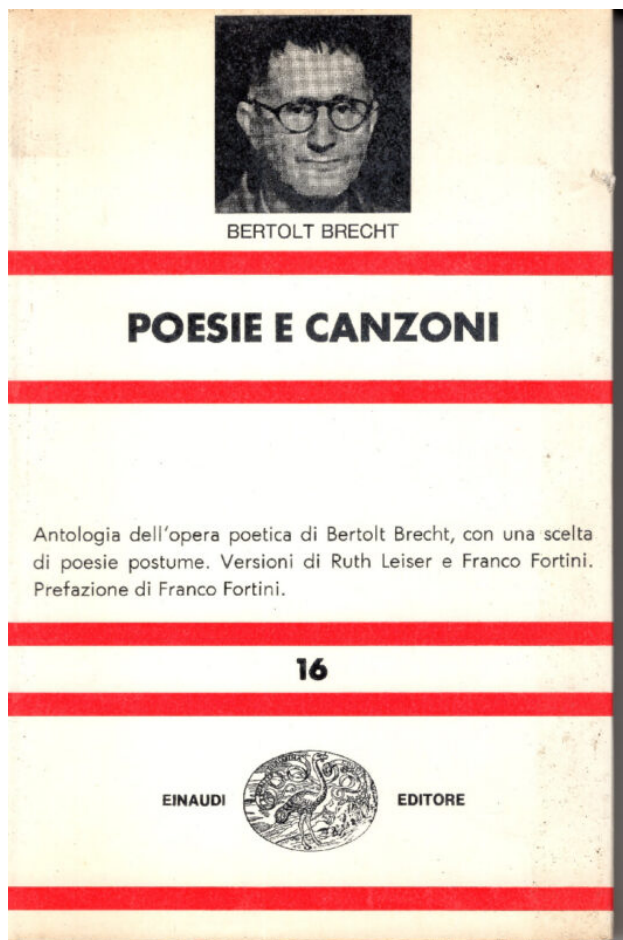 BERTOLT BRECHT
POESIE E CANZONI
Antologia dell'opera poetica di Bertolt Brecht, con una scelta
di poesie postume. Versioni di Ruth Leiser e Franco Fortini.
Prefazione di Franco Fortini.
16
EINAUDI EDITORE